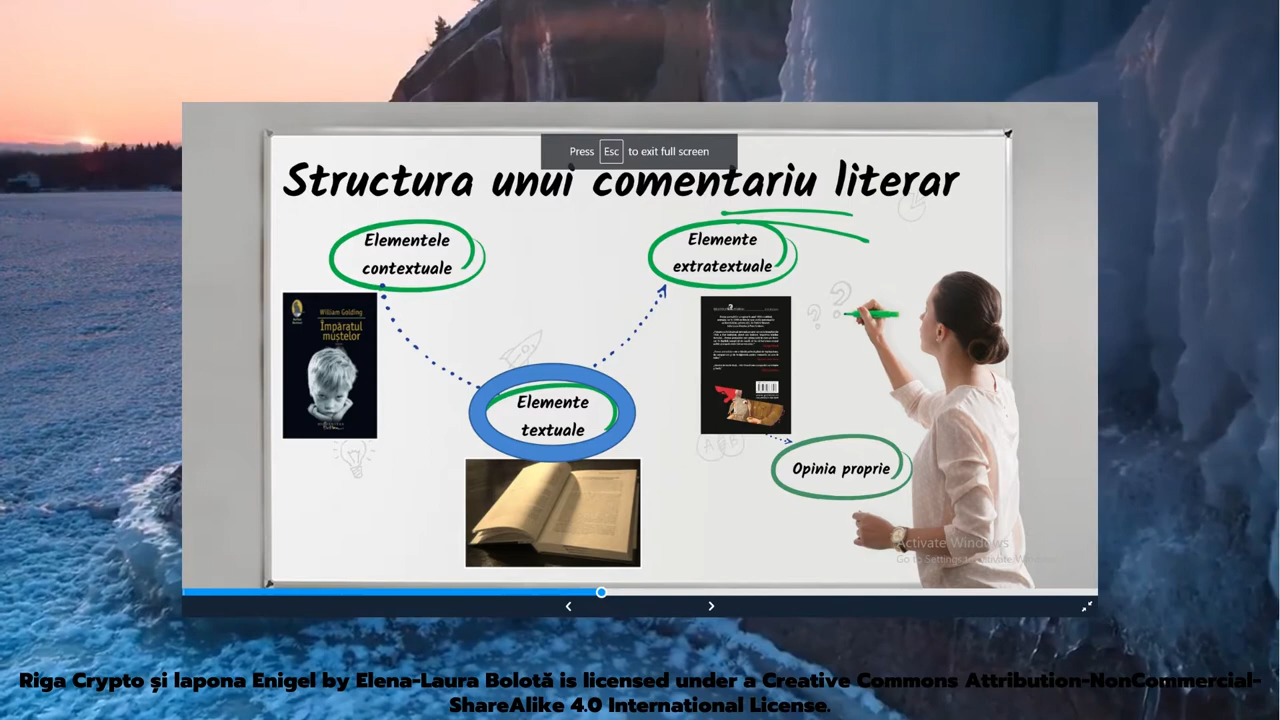 Press Esc to exit full screen
Structura unui comentariu literar
Elementele
contextuale
Elemente
extratextuale
William Golding
Împăratul
muștelor
Elemente
textuale
Opinia proprie
Activate Windows
Go to Settings to activate Windows.
Riga Crypto și lapona Enigel by Elena-Laura Bolotă is licensed under a Creative Commons Attribution-NonCommercial-
ShareAlike 4.0 International License.